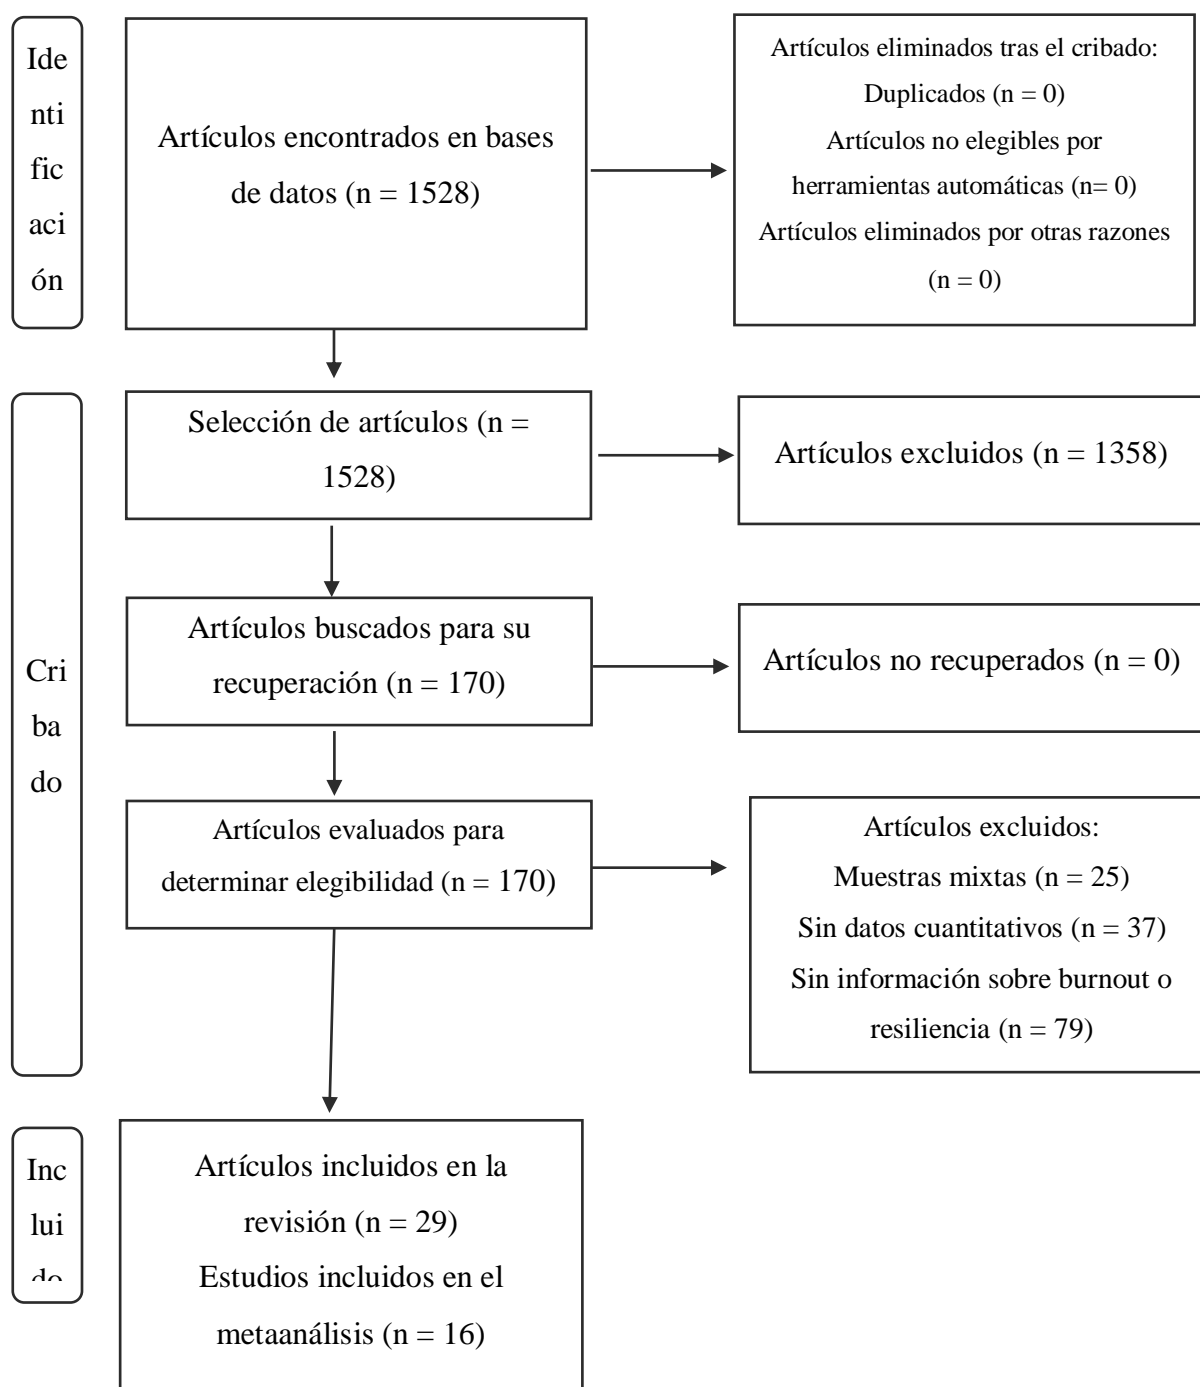 Ide
nti
fic
aci
ón
Artículos encontrados en bases
de datos (n = 1528)
Artículos eliminados tras el cribado:
Duplicados (n = 0)
Artículos no elegibles por
herramientas automáticas (n= 0)
Artículos eliminados por otras razones
(n = 0)
Cri
ba
do
Selección de artículos (n =
1528)
Artículos excluidos (n = 1358)
Artículos buscados para su
recuperación (n = 170)
Artículos no recuperados (n = 0)
Artículos evaluados para
determinar elegibilidad (n = 170)
Artículos excluidos:
Muestras mixtas (n = 25)
Sin datos cuantitativos (n = 37)
Sin información sobre burnout o
resiliencia (n = 79)
Inc
lui
do
Artículos incluidos en la
revisión (n = 29)
Estudios incluidos en el
metaanálisis (n = 16)